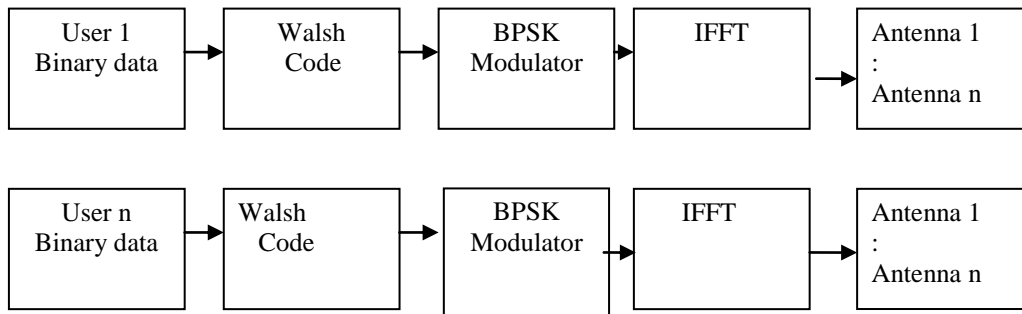 User 1
Binary data
Walsh
Code
BPSK
Modulator
IFFT
Antenna 1
:
Antenna n
User n
Binary data
Walsh
Code
BPSK
Modulator
IFFT
Antenna 1
:
Antenna n